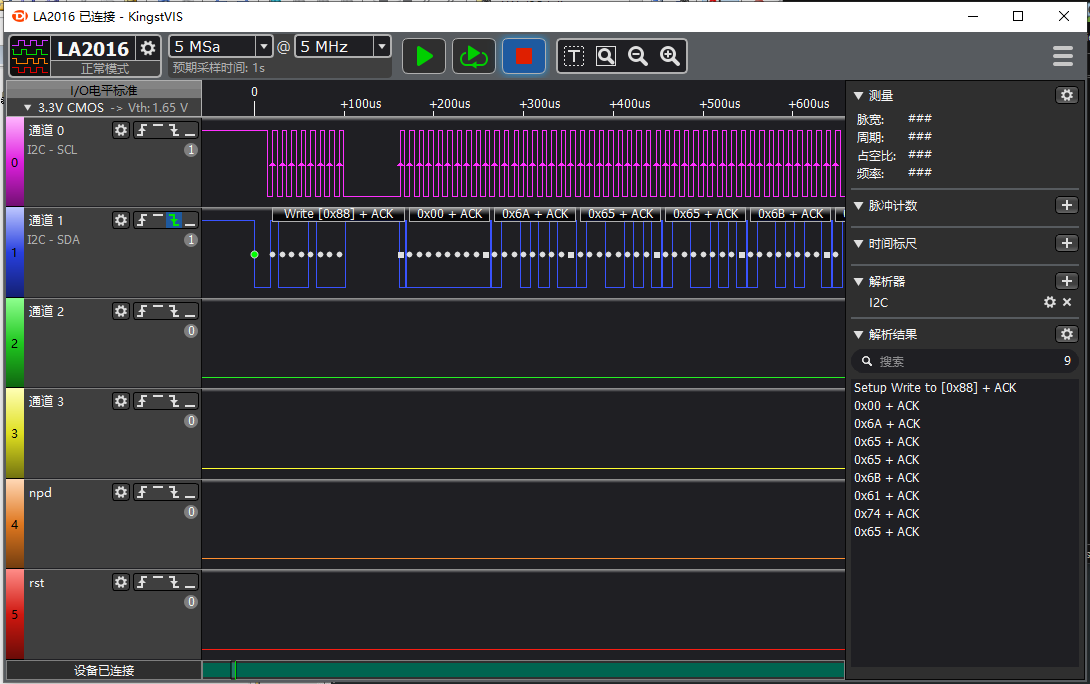 LA2016 已连接 - KingstVIS
LA2016
正常模式
5 MSa @ 5 MHz
预期采样时间: 1s
I/O电平标准
3.3V CMOS -> Vth: 1.65 V
0
+100us +200us +300us +400us +500us +600us
0
通道 0
I2C - SCL
1
1
通道 1
I2C - SDA
1
Write [0x88] + ACK 0x00 + ACK 0x6A + ACK 0x65 + ACK 0x65 + ACK 0x6B + ACK
2
通道 2
0
3
通道 3
0
4
npd
0
5
rst
0
设备已连接
测量
脉宽: ###
周期: ###
占空比: ###
频率: ###
脉冲计数
时间标尺
解析器
I2C
解析结果
搜索 9
Setup Write to [0x88] + ACK
0x00 + ACK
0x6A + ACK
0x65 + ACK
0x65 + ACK
0x6B + ACK
0x61 + ACK
0x74 + ACK
0x65 + ACK